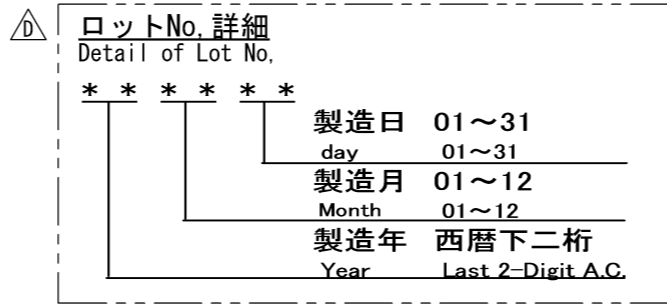 D
ロットNo,詳細
Detail of Lot No,
** ** **
製造日 01～31
day 01～31
製造月 01～12
Month 01～12
製造年 西暦下二桁
Year Last 2-Digit A.C.